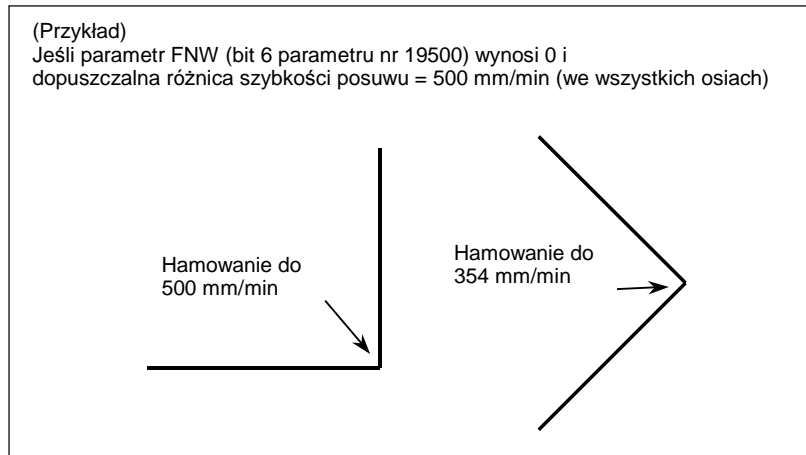 (Przykład)
Jeśli parametr FNW (bit 6 parametru nr 19500) wynosi 0 i
dopuszczalna różnica szybkości posuwu = 500 mm/min (we wszystkich osiach)
Hamowanie do
500 mm/min
Hamowanie do
354 mm/min